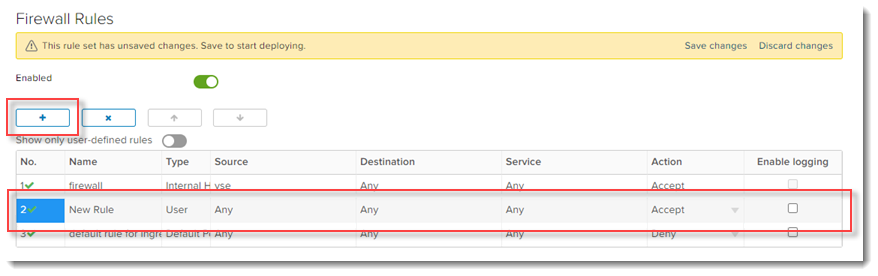 Firewall Rules
This rule set has unsaved changes. Save to start deploying. Save changes Discard changes
Enabled
Show only user-defined rules
No. Name Type Source Destination Service Action Enable logging
1 firewall Internal H vse Any Any Accept
2 New Rule User Any Any Any Accept
3 default rule for Ingre Default Po Any Any Any Deny